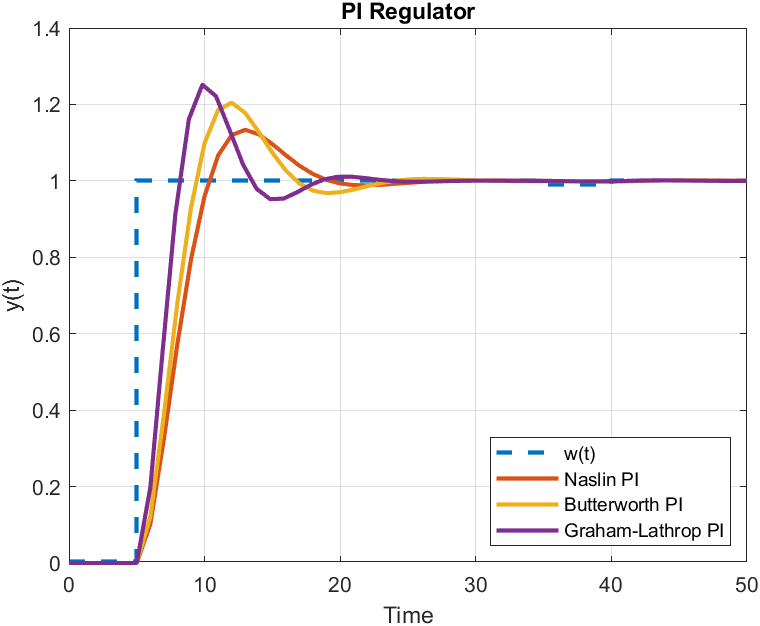 PI Regulator
1.4
1.2
1
0.8
0.6
0.4
0.2
0
y(t)
w(t)
Naslin PI
Butterworth PI
Graham-Lathrop PI
0 10 20 30 40 50
Time